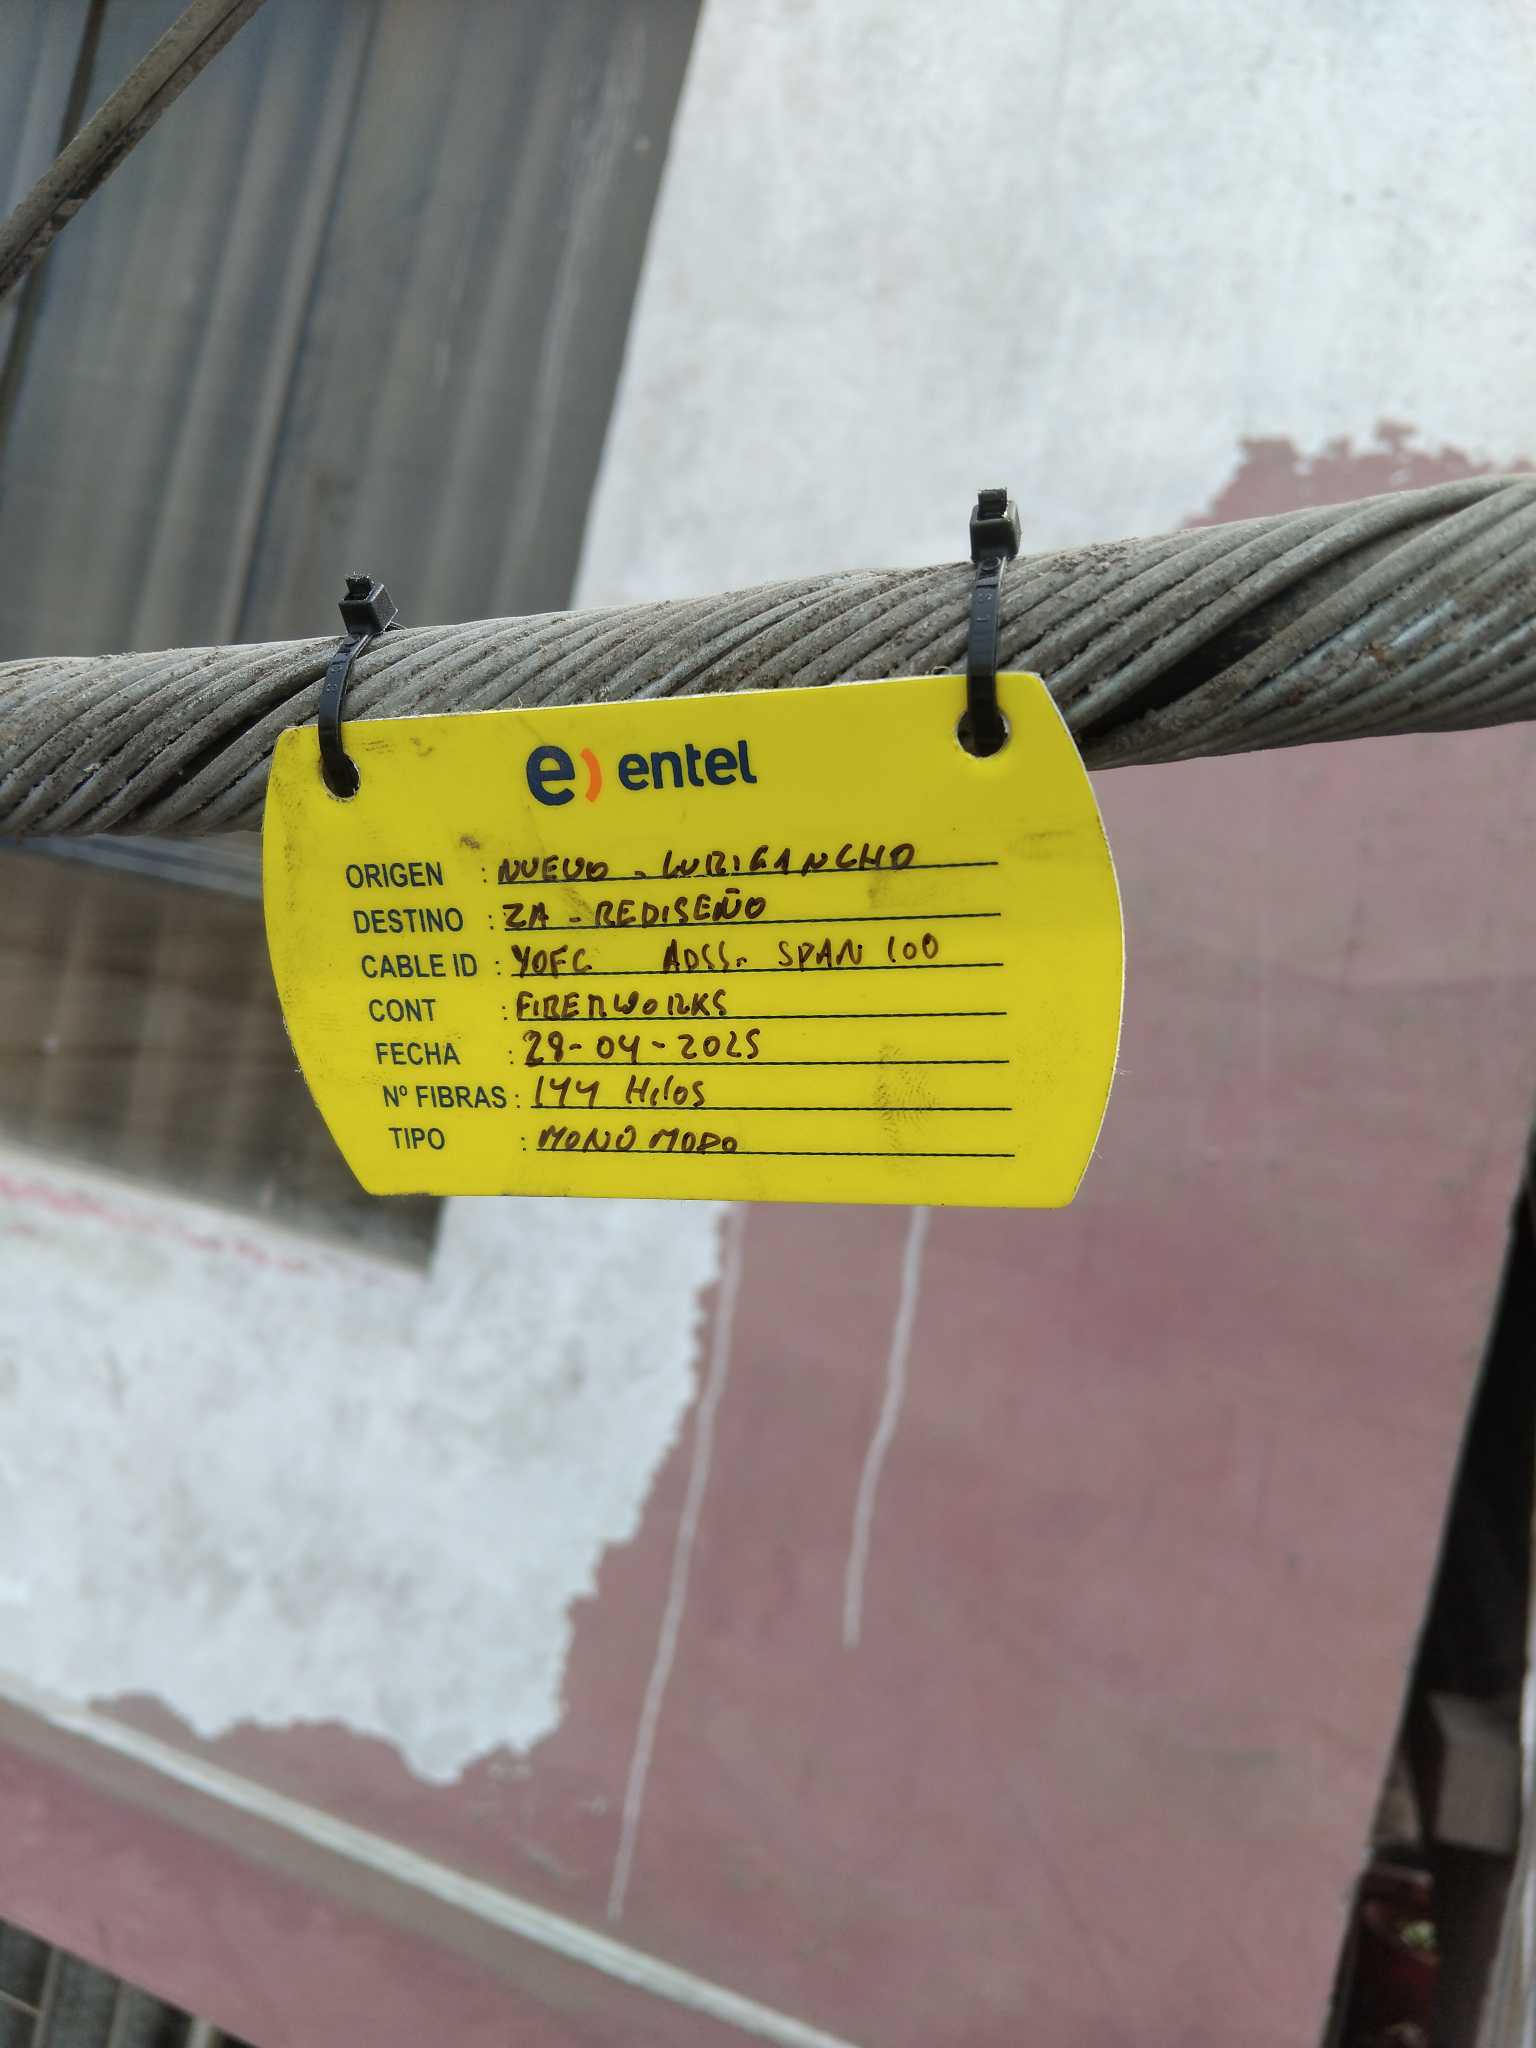 e) entel
ORIGEN : NUEVO - LURIGANCHO
DESTINO : ZA - REDISEÑO
CABLE ID : YOFC ADSS- SPAN 100
CONT : FIBERWORKS
FECHA : 28-04-2025
Nº FIBRAS : 144 Hilos
TIPO : MONO MODO